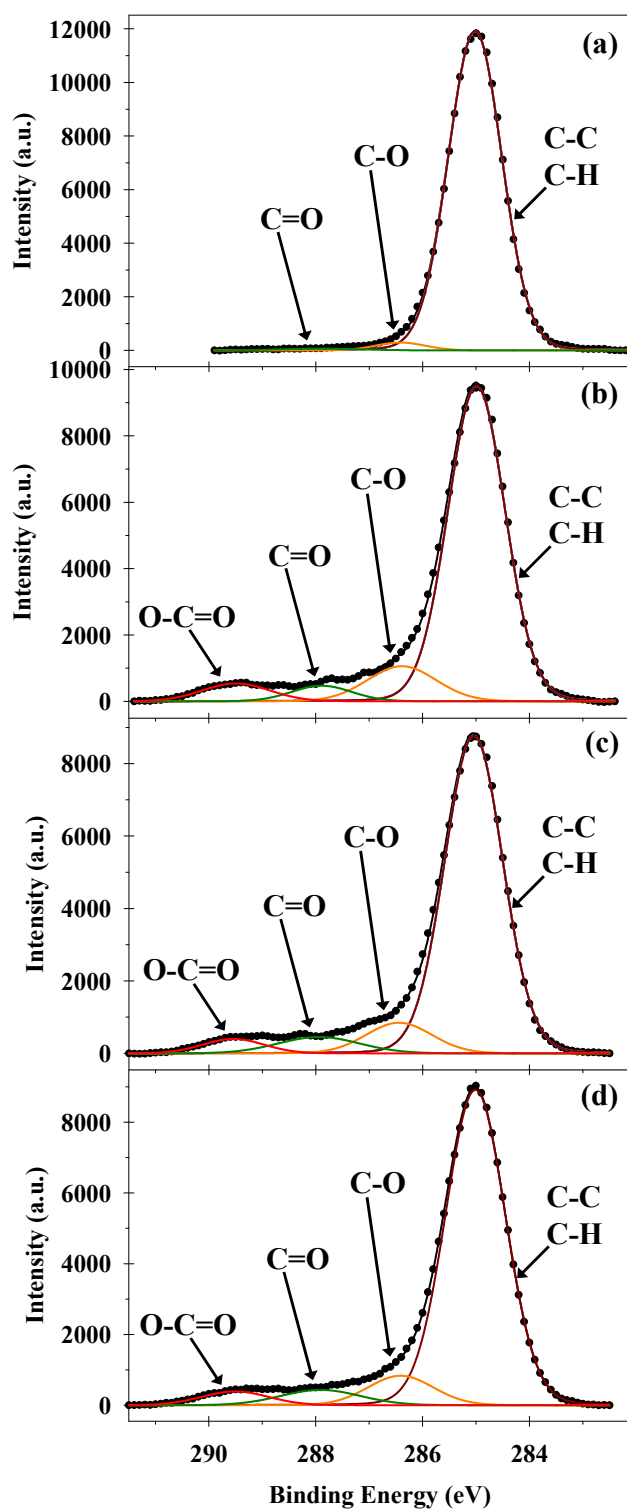 12000
(a)
10000
C-C
C-O
8000
C-H
C=O
6000
4000
2000
0
Intensity (a.u.)
10000
(b)
8000
C-O
C-C
6000
C-H
C=O
4000
O-C=O
2000
0
Intensity (a.u.)
(c)
8000
C-O
C-C
6000
C-H
C=O
4000
O-C=O
2000
0
Intensity (a.u.)
(d)
8000
C-O
C-C
6000
C-H
C=O
4000
O-C=O
2000
0
Intensity (a.u.)
290 288 286 284
Binding Energy (eV)